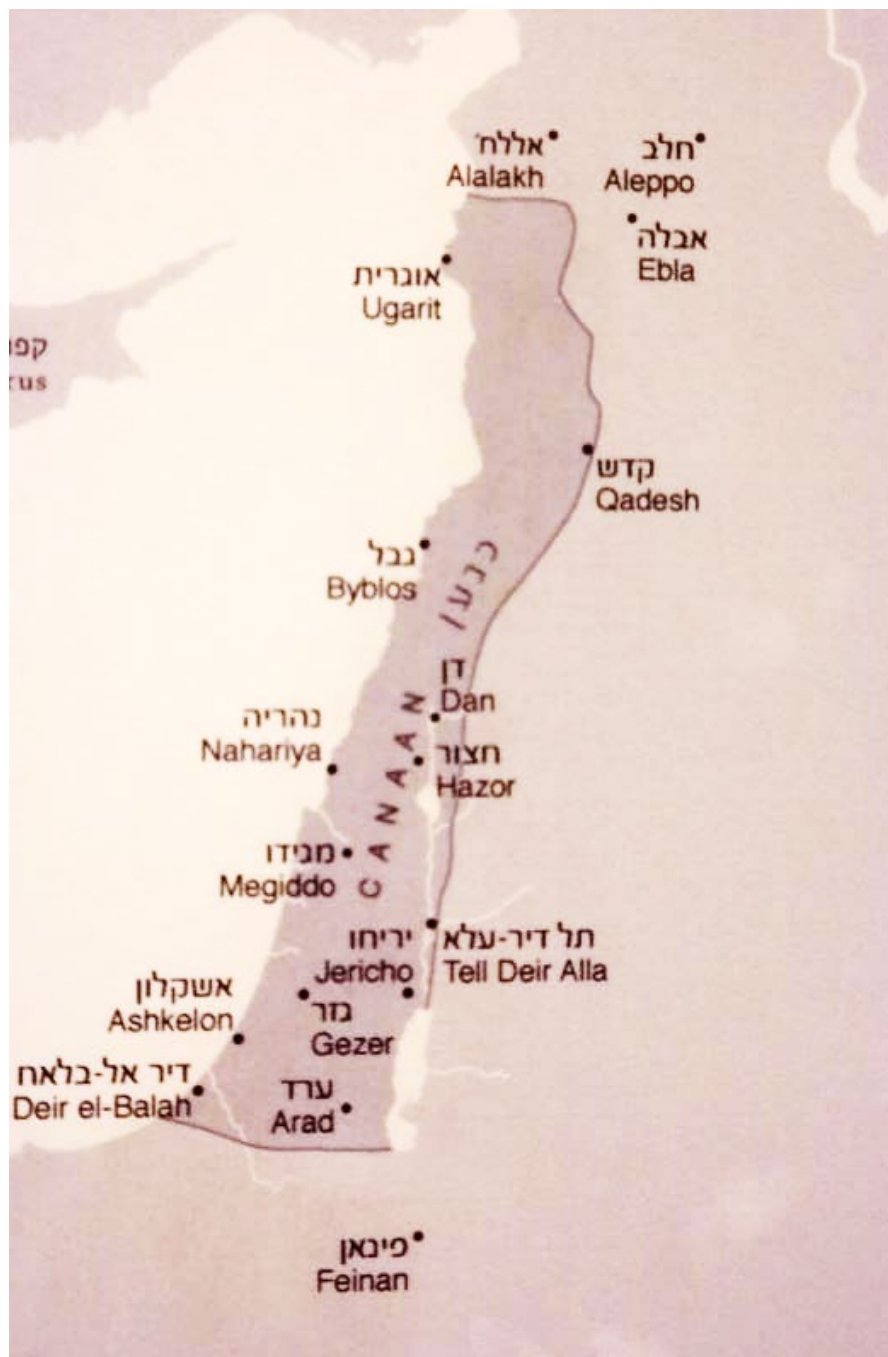 אללח'
Alalakh
חלב
Aleppo
אבלה
Ebla
אוגרית
Ugarit
קפר
rus
קדש
Qadesh
גבל
Byblos
כנען
דן
Dan
CANAAN
נהריה
Nahariya
חצור
Hazor
מגידו
Megiddo
יריחו
Jericho
תל דיר-עלא
Tell Deir Alla
אשקלון
Ashkelon
גזר
Gezer
דיר אל-בלאח
Deir el-Balah
ערד
Arad
פינאן
Feinan